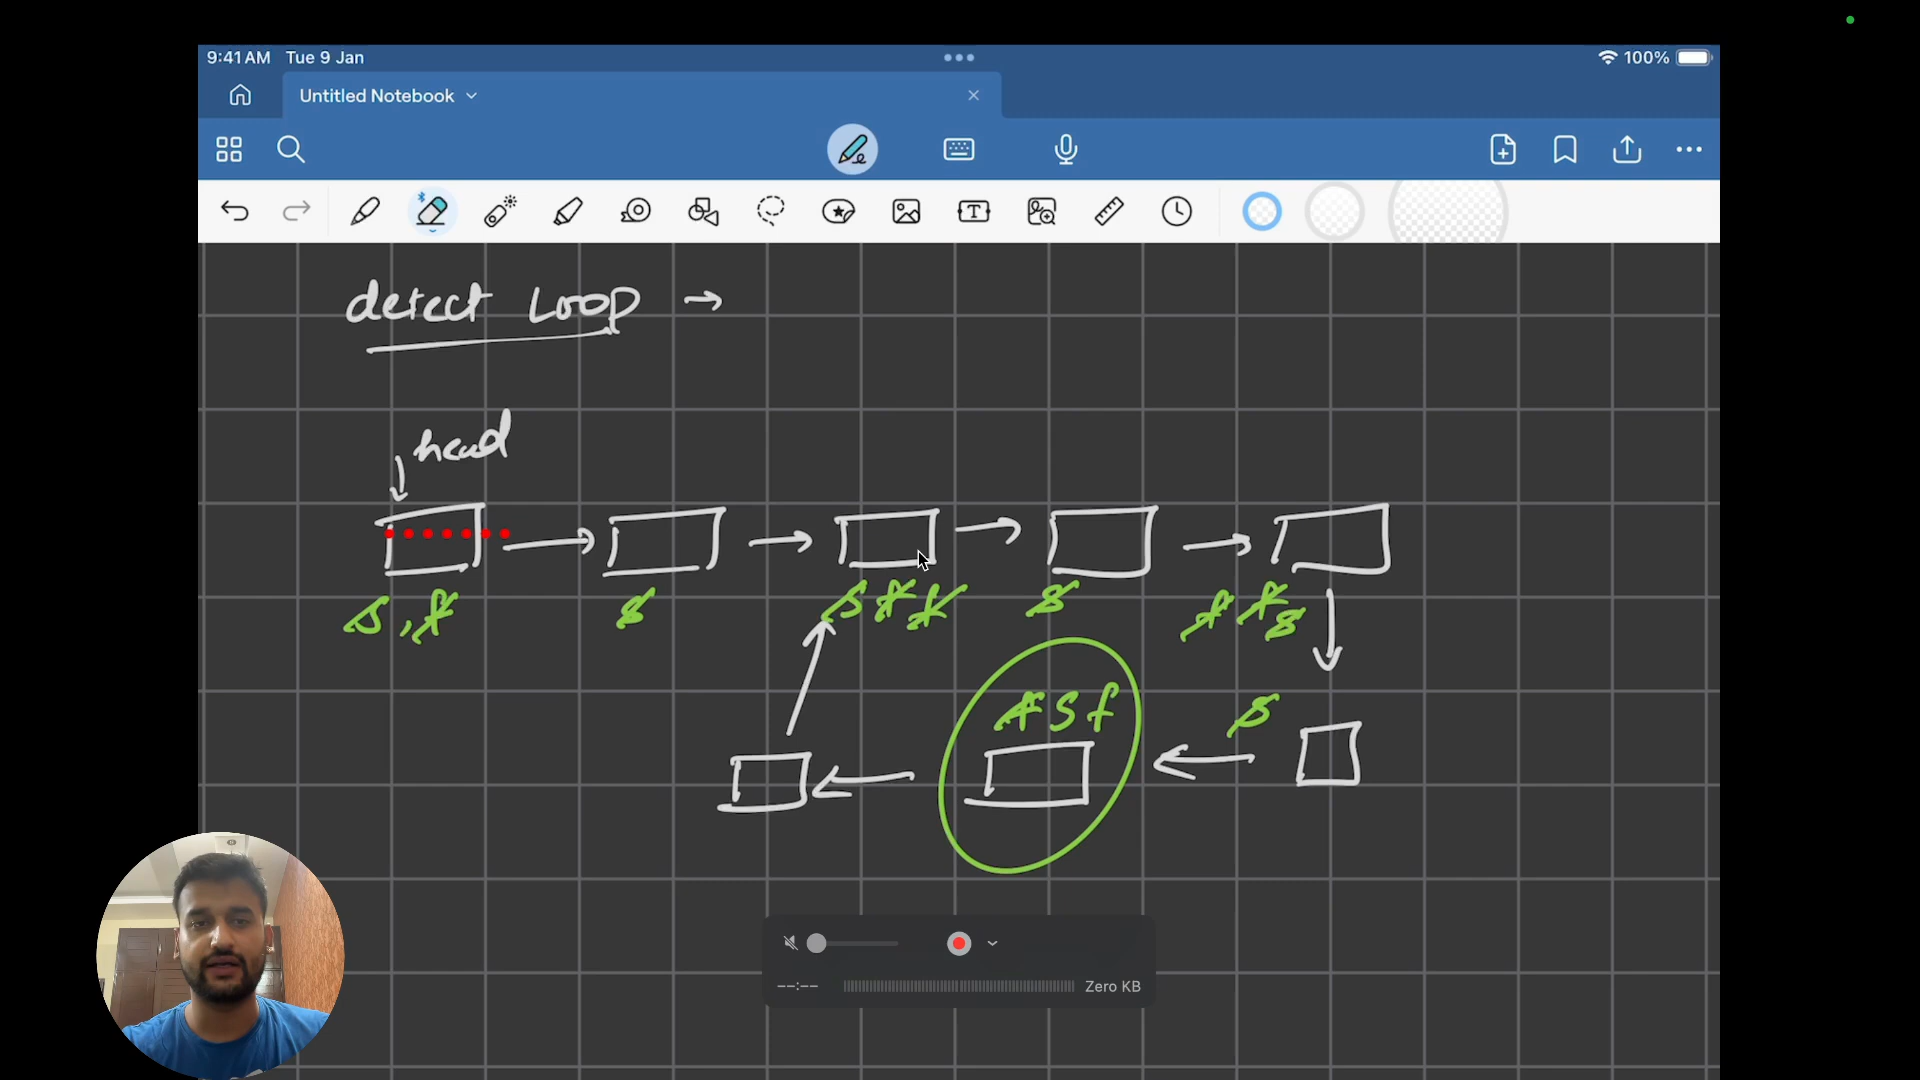 9:41 AM Tue 9 Jan
100%
Untitled Notebook
T
detect Loop →
head
s, f
s
s f f
s
f f s
f s f
s
--:--
Zero KB